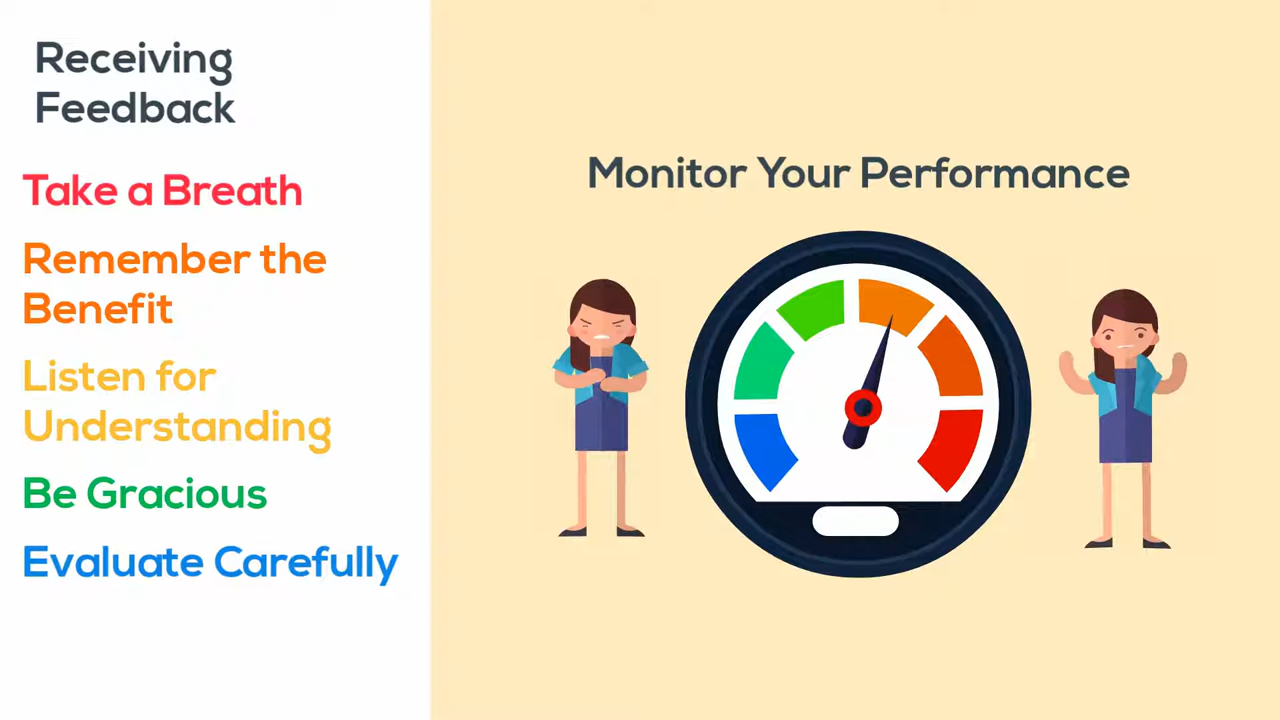 Receiving
Feedback
Take a Breath
Remember the
Benefit
Listen for
Understanding
Be Gracious
Evaluate Carefully
Monitor Your Performance